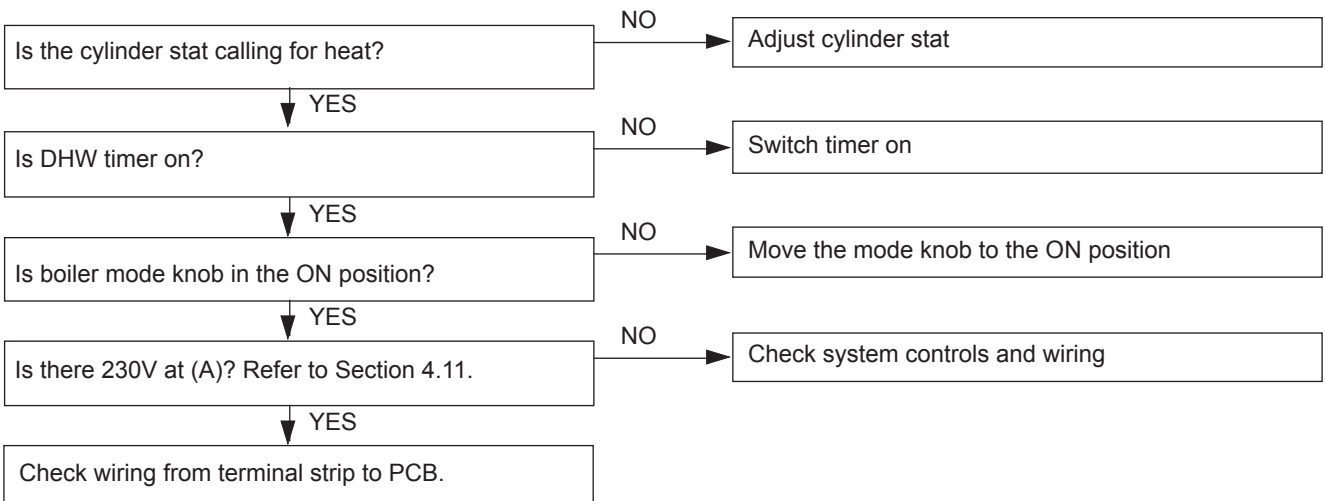 Is the cylinder stat calling for heat?
NO
Adjust cylinder stat
YES
Is DHW timer on?
NO
Switch timer on
YES
Is boiler mode knob in the ON position?
NO
Move the mode knob to the ON position
YES
Is there 230V at (A)? Refer to Section 4.11.
NO
Check system controls and wiring
YES
Check wiring from terminal strip to PCB.